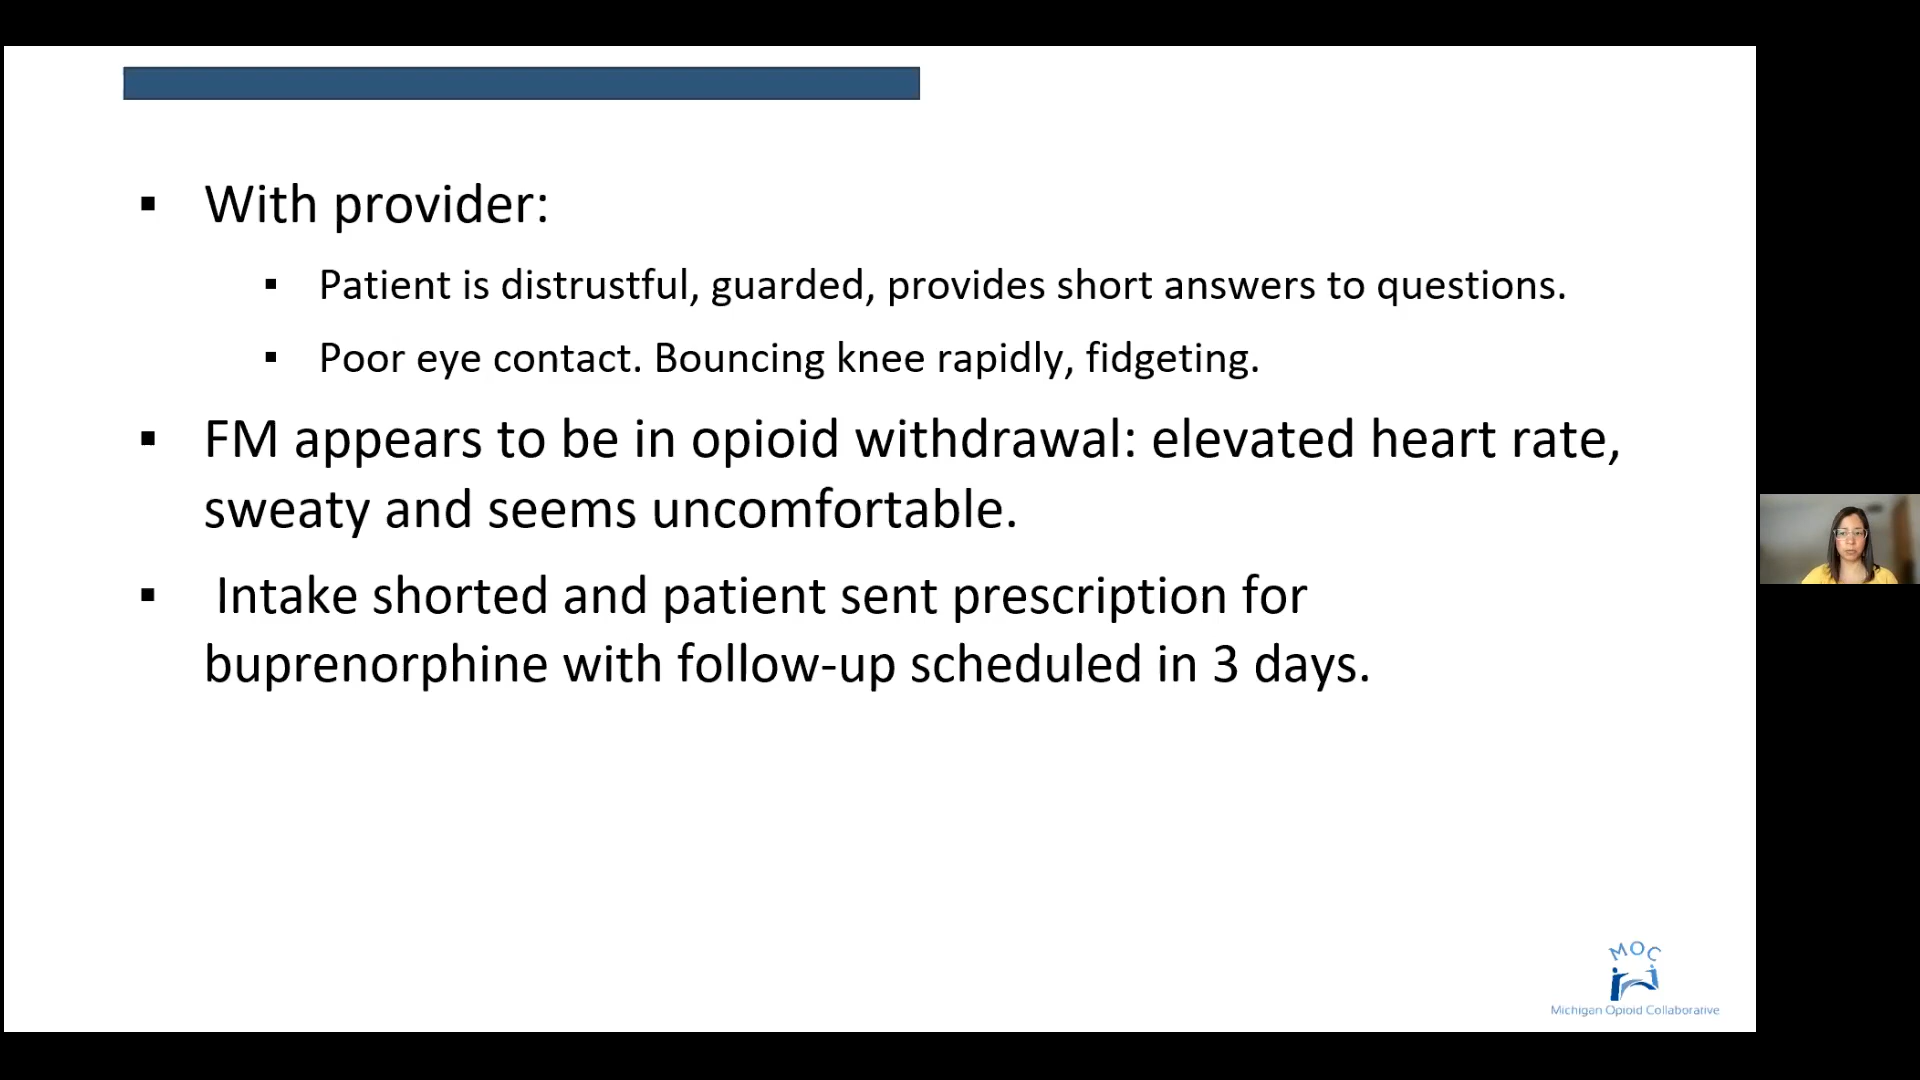 With provider:
Patient is distrustful, guarded, provides short answers to questions.
Poor eye contact. Bouncing knee rapidly, fidgeting.
FM appears to be in opioid withdrawal: elevated heart rate,
sweaty and seems uncomfortable.
Intake shorted and patient sent prescription for
buprenorphine with follow-up scheduled in 3 days.
MOC
Michigan Opioid Collaborative